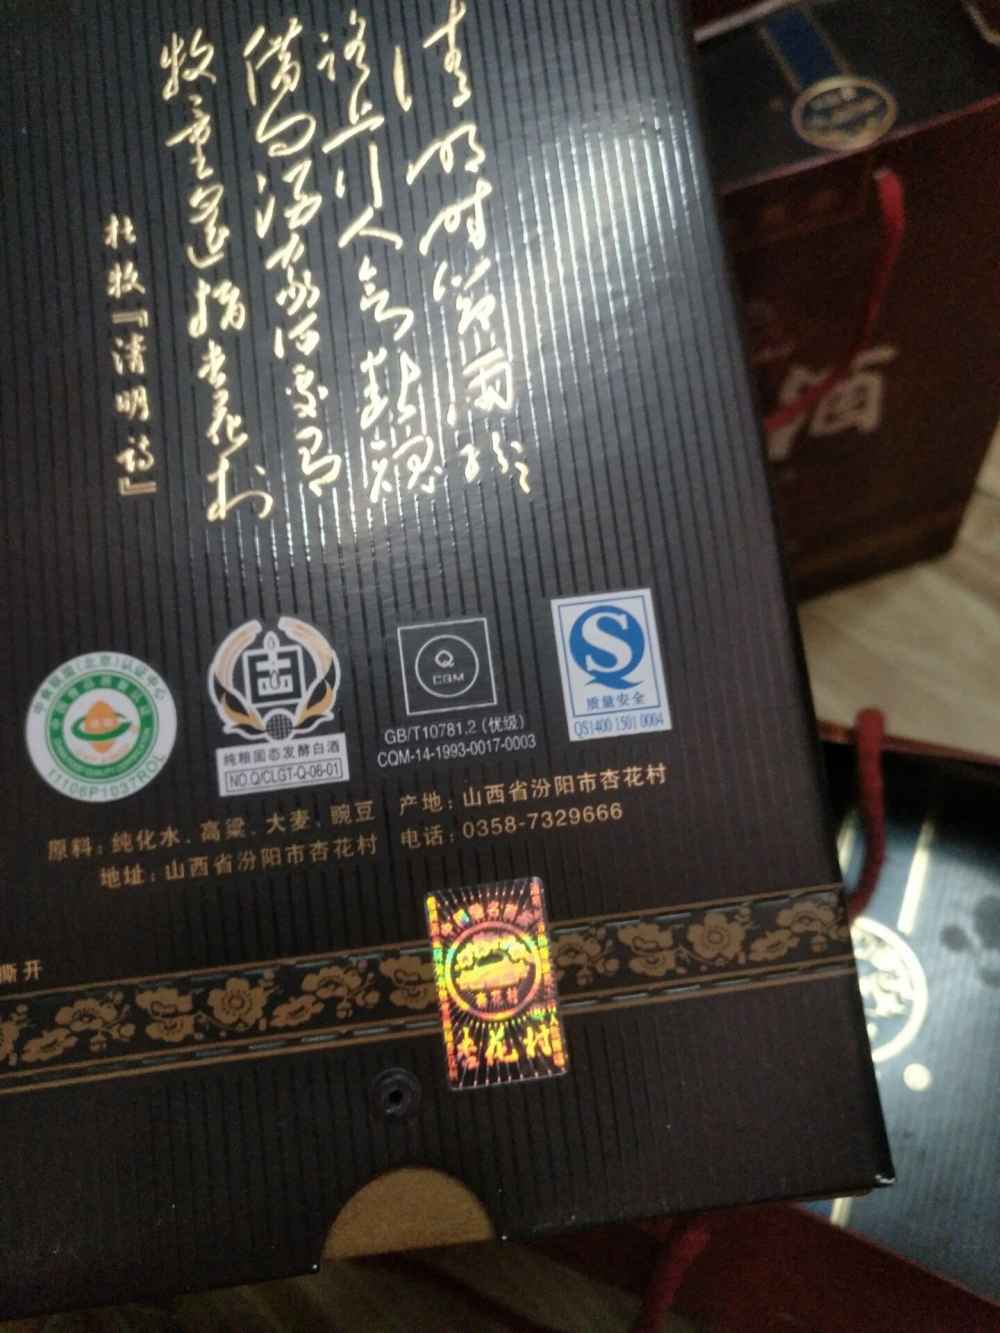 清明时节雨纷纷
路上行人欲断魂
借问酒家何处有
牧童遥指杏花村
杜牧『清明诗』
纯粮固态发酵白酒
NO.Q/CLGT-Q-06-01
Q
CGM
GB/T10781.2 (优级)
CQM-14-1993-0017-0003
S
质量安全
QS1400 1501 0064
原料：纯化水、高粱、大麦、豌豆
产地：山西省汾阳市杏花村
地址：山西省汾阳市杏花村
电话：0358-7329666
撕开
杏花村
杏花村
酒